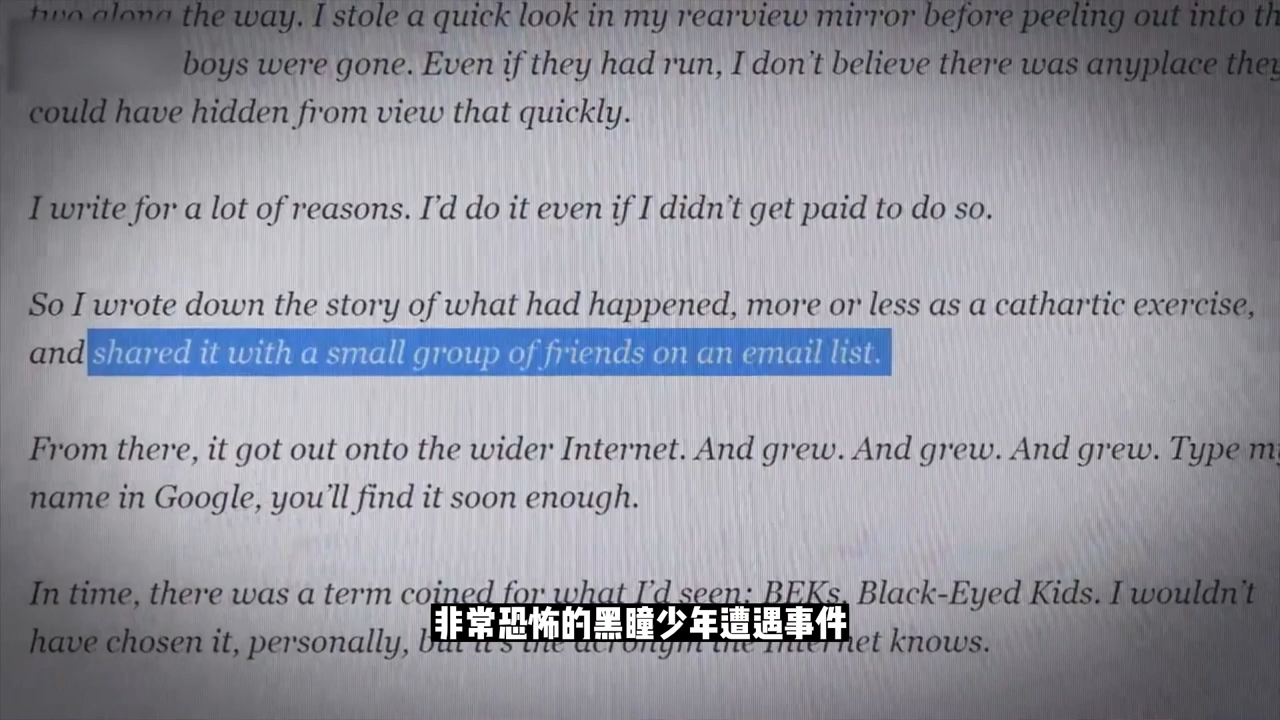 two along the way. I stole a quick look in my rearview mirror before peeling out into th
boys were gone. Even if they had run, I don't believe there was anyplace they
could have hidden from view that quickly.
I write for a lot of reasons. I'd do it even if I didn't get paid to do so.
So I wrote down the story of what had happened, more or less as a cathartic exercise,
and shared it with a small group of friends on an email list.
From there, it got out onto the wider Internet. And grew. And grew. And grew. Type my
name in Google, you'll find it soon enough.
In time, there was a term coined for what I'd seen: BEKs, Black-Eyed Kids. I wouldn't
非常恐怖的黑瞳少年遭遇事件
have chosen it, personally, but it's the acronym the Internet knows.